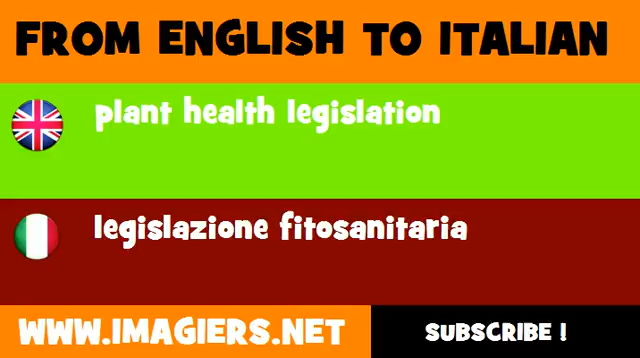 FROM ENGLISH TO ITALIAN
plant health legislation
legislazione fitosanitaria
WWW.IMAGIERS.NET
SUBSCRIBE !